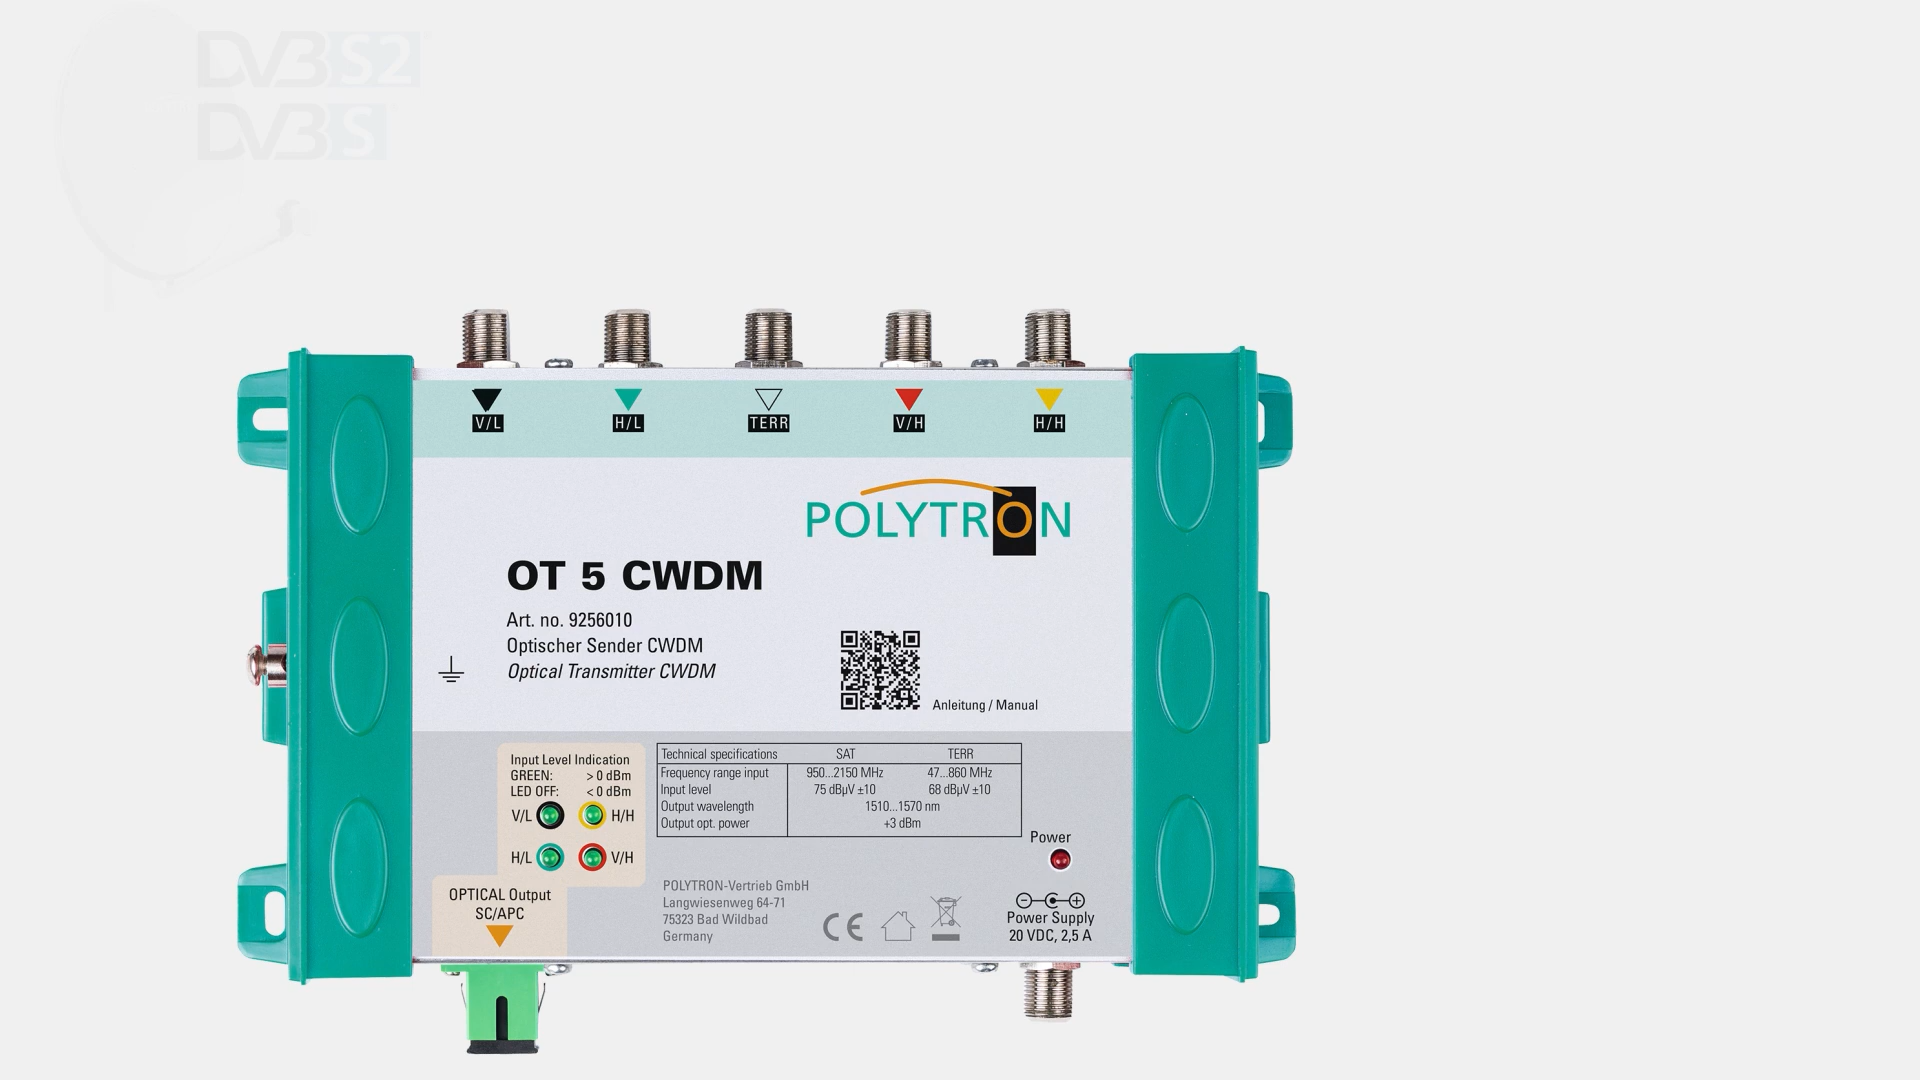 DVB S2
DVB S
V/L
H/L
TERR
V/H
H/H
POLYTRON
OT 5 CWDM
Art. no. 9256010
Optischer Sender CWDM
Optical Transmitter CWDM
Anleitung / Manual
Input Level Indication
GREEN: > 0 dBm
LED OFF: < 0 dBm
V/L H/H
H/L V/H
OPTICAL Output
SC/APC
Technical specifications SAT TERR
Frequency range input 950...2150 MHz 47...860 MHz
Input level 75 dBµV ±10 68 dBµV ±10
Output wavelength 1510...1570 nm
Output opt. power +3 dBm
Power
POLYTRON-Vertrieb GmbH
Langwiesenweg 64-71
75323 Bad Wildbad
Germany
CE
Power Supply
20 VDC, 2,5 A